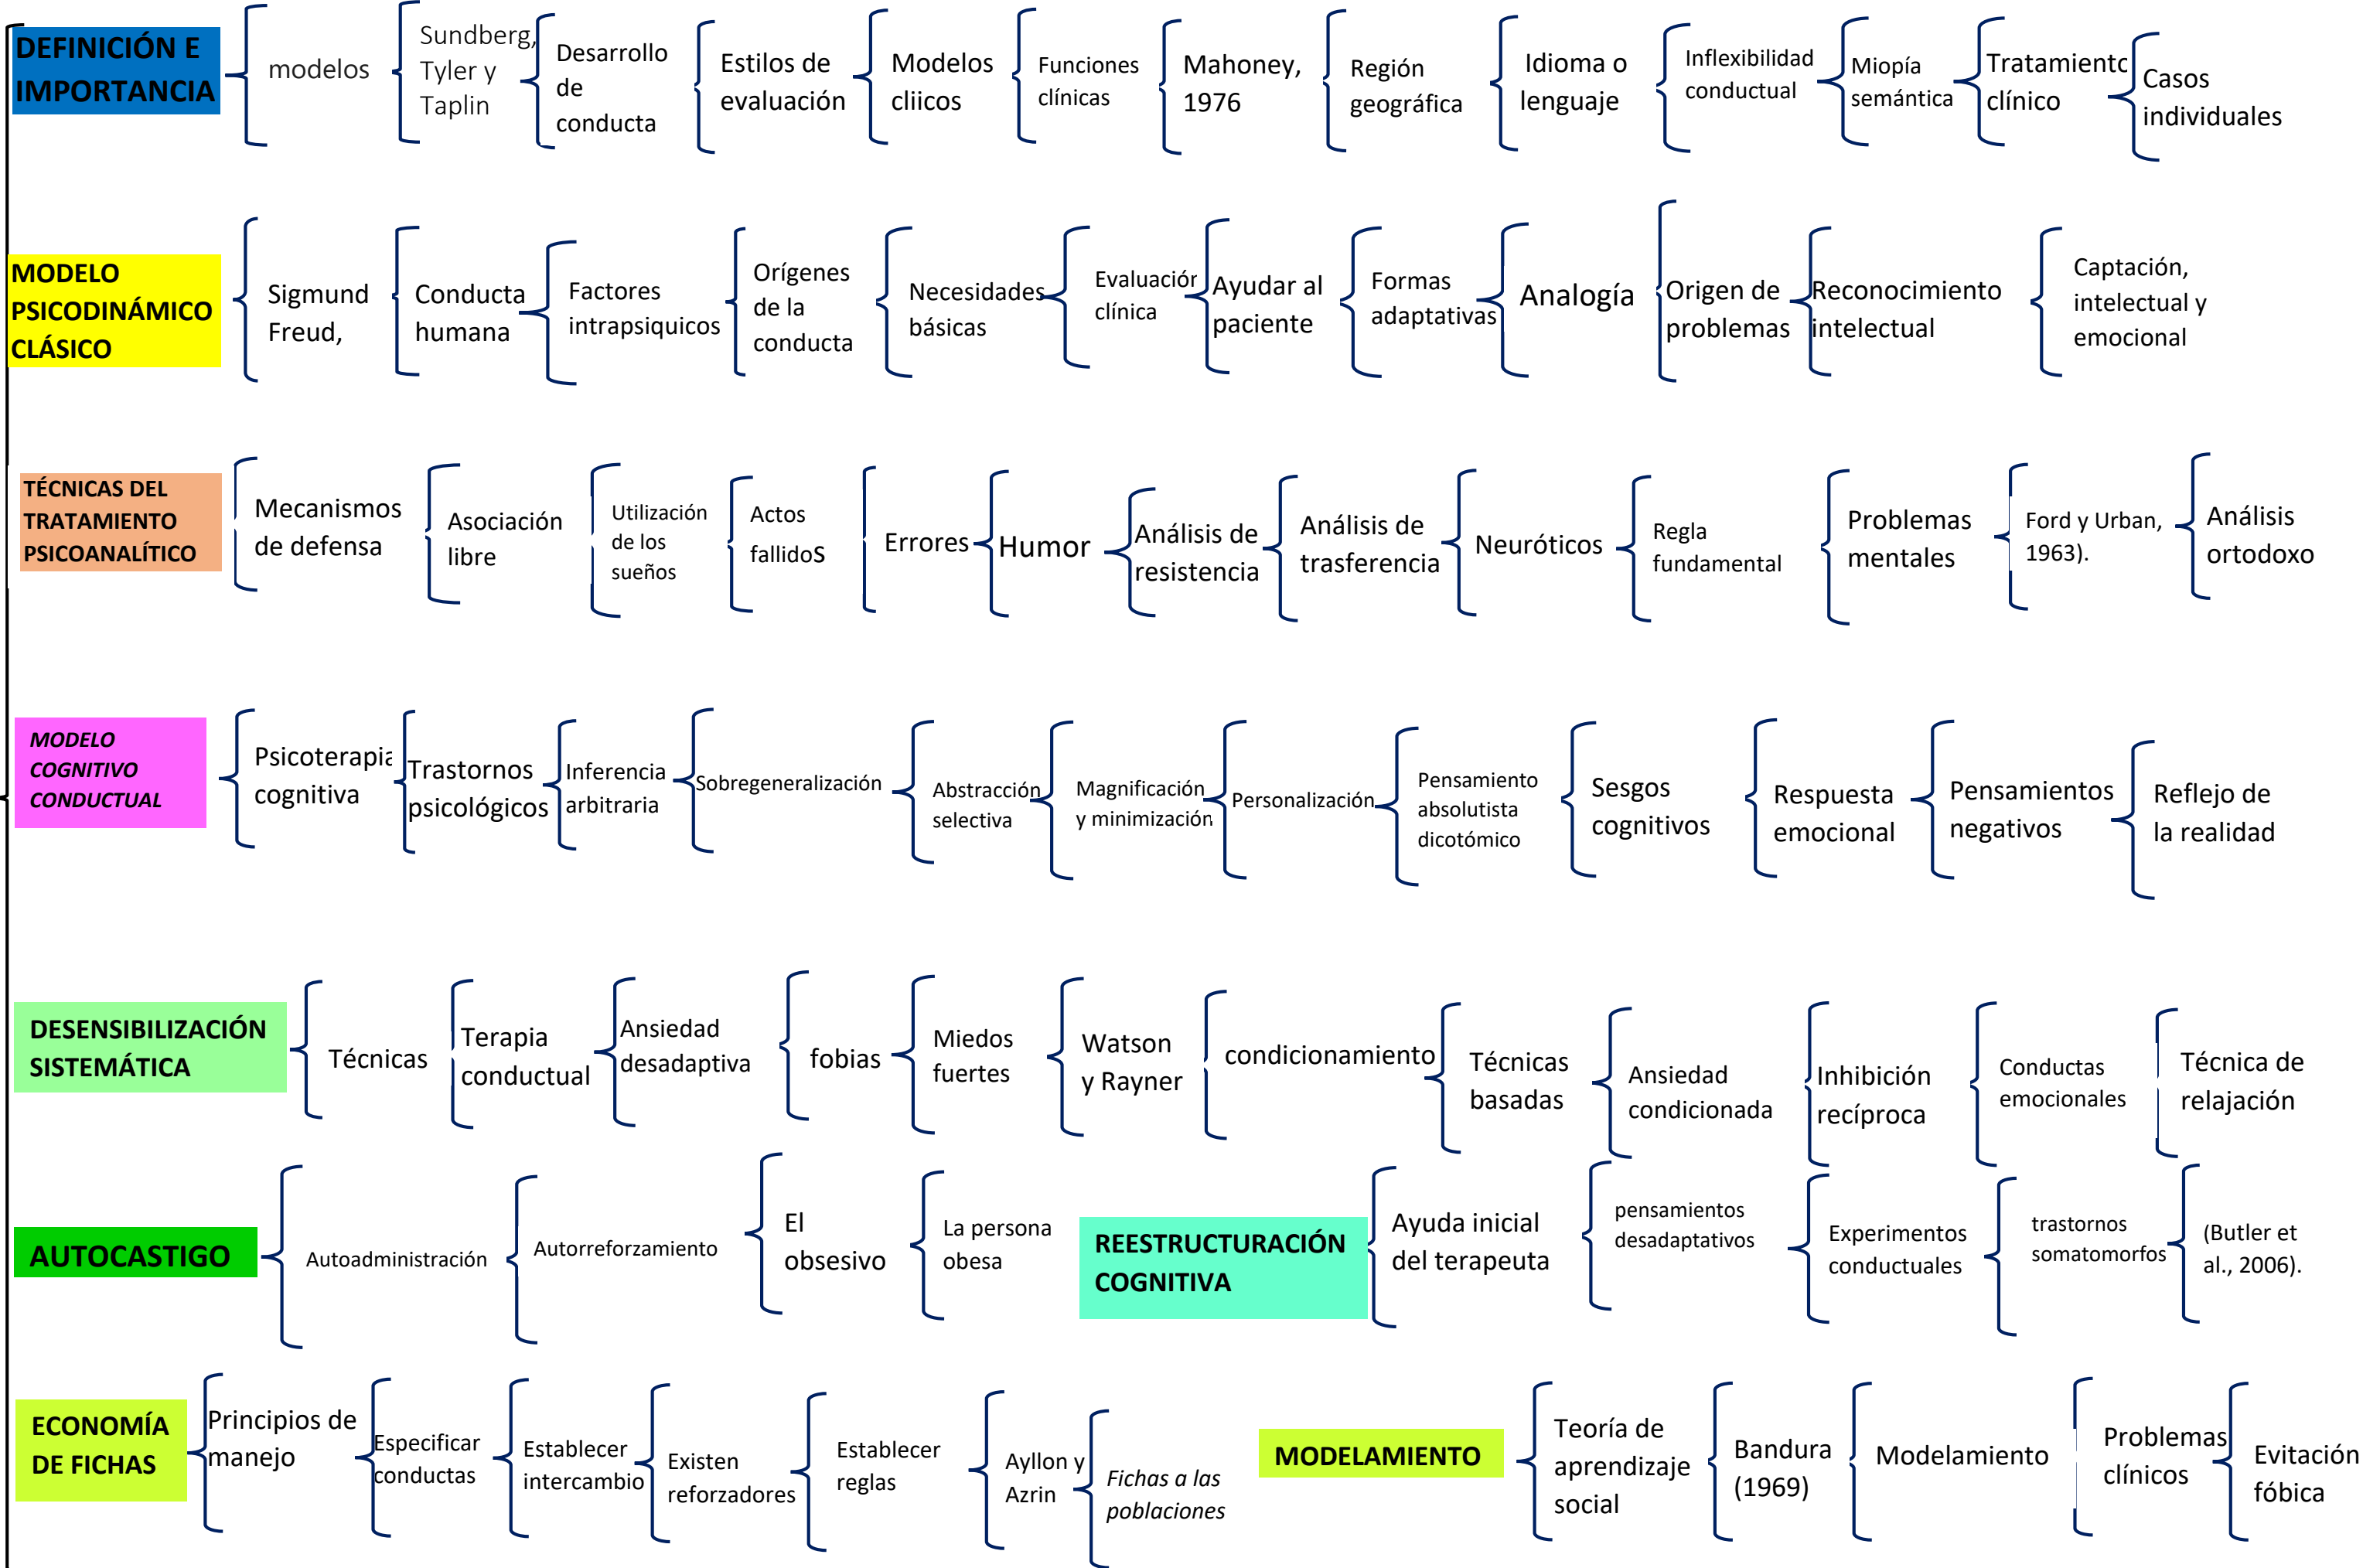 DEFINICIÓN E
IMPORTANCIA
modelos
Sundberg,
Tyler y
Taplin
Desarrollo
de
conducta
Estilos de
evaluación
Modelos
cliicos
Funciones
clínicas
Mahoney,
1976
Región
geográfica
Idioma o
lenguaje
Inflexibilidad
conductual
Miopía
semántica
Tratamiento
clínico
Casos
individuales
MODELO
PSICODINÁMICO
CLÁSICO
Sigmund
Freud,
Conducta
humana
Factores
intrapsiquicos
Orígenes
de la
conducta
Necesidades
básicas
Evaluación
clínica
Ayudar al
paciente
Formas
adaptativas
Analogía
Origen de
problemas
Reconocimiento
intelectual
Captación,
intelectual y
emocional
TÉCNICAS DEL
TRATAMIENTO
PSICOANALÍTICO
Mecanismos
de defensa
Asociación
libre
Utilización
de los
sueños
Actos
fallidos
Errores
Humor
Análisis de
resistencia
Análisis de
trasferencia
Neuróticos
Regla
fundamental
Problemas
mentales
Ford y Urban,
1963).
Análisis
ortodoxo
MODELO
COGNITIVO
CONDUCTUAL
Psicoterapia
cognitiva
Trastornos
psicológicos
Inferencia
arbitraria
Sobregeneralización
Abstracción
selectiva
Magnificación
y minimización
Personalización
Pensamiento
absolutista
dicotómico
Sesgos
cognitivos
Respuesta
emocional
Pensamientos
negativos
Reflejo de
la realidad
DESENSIBILIZACIÓN
SISTEMÁTICA
Técnicas
Terapia
conductual
Ansiedad
desadaptiva
fobias
Miedos
fuertes
Watson
y Rayner
condicionamiento
Técnicas
basadas
Ansiedad
condicionada
Inhibición
recíproca
Conductas
emocionales
Técnica de
relajación
AUTOCASTIGO
Autoadministración
Autorreforzamiento
El
obsesivo
La persona
obesa
REESTRUCTURACIÓN
COGNITIVA
Ayuda inicial
del terapeuta
pensamientos
desadaptativos
Experimentos
conductuales
trastornos
somatomorfos
(Butler et
al., 2006).
ECONOMÍA
DE FICHAS
Principios de
manejo
Especificar
conductas
Establecer
intercambio
Existen
reforzadores
Establecer
reglas
Ayllon y
Azrin
Fichas a las
poblaciones
MODELAMIENTO
Teoría de
aprendizaje
social
Bandura
(1969)
Modelamiento
Problemas
clínicos
Evitación
fóbica